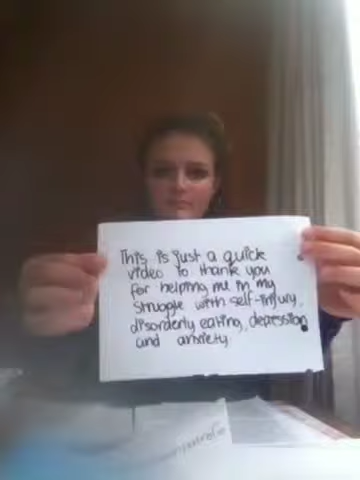 This is just a quick
video to thank you
for helping me in my
struggle with self-injury,
disorderly eating, depression
and anxiety.